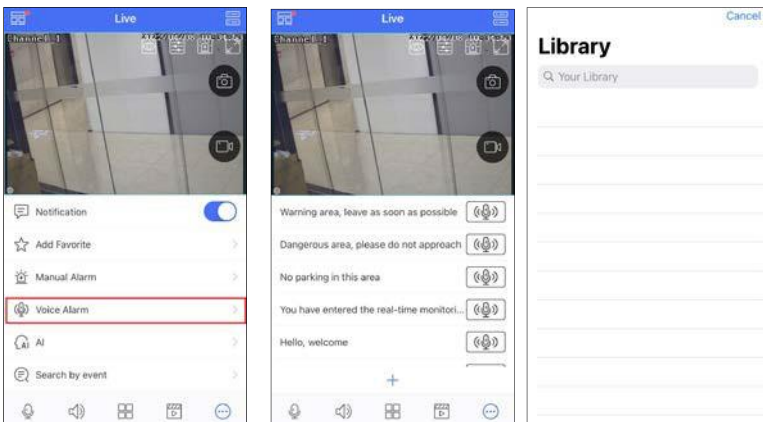 Live
Channel 1
Notification
Add Favorite
Manual Alarm
Voice Alarm
AI
Search by event
Live
Channel 1
Warning area, leave as soon as possible
Dangerous area, please do not approach
No parking in this area
You have entered the real-time monitori...
Hello, welcome
Cancel
Library
Your Library